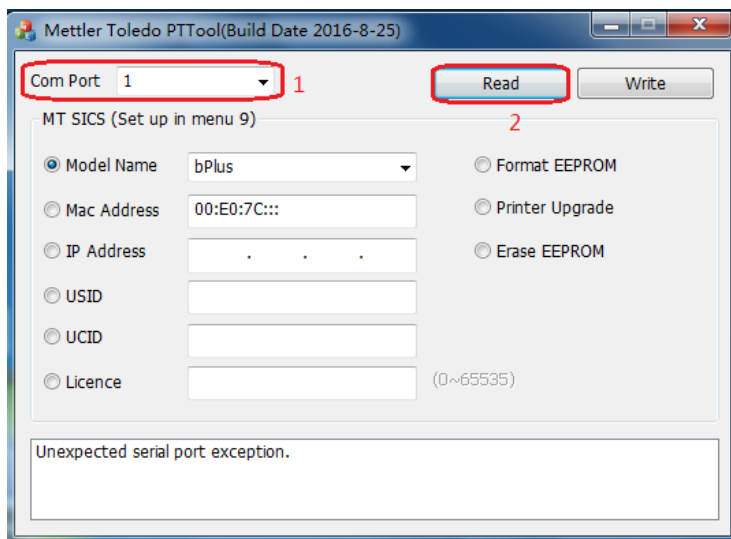 Mettler Toledo PTTool(Build Date 2016-8-25)
Com Port 1 1 Read Write
2
MT SICS (Set up in menu 9)
Model Name bPlus Format EEPROM
Mac Address 00:E0:7C::: Printer Upgrade
IP Address . . . Erase EEPROM
USID
UCID
Licence (0~65535)
Unexpected serial port exception.